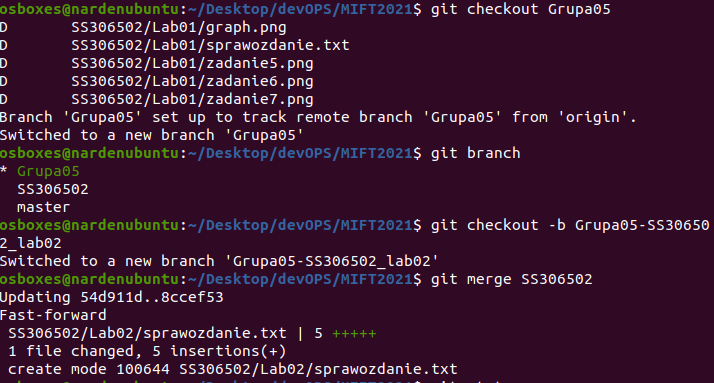 osboxes@nardenubuntu:~/Desktop/devOPS/MIFT2021$ git checkout Grupa05
D       SS306502/Lab01/graph.png
D       SS306502/Lab01/sprawozdanie.txt
D       SS306502/Lab01/zadanie5.png
D       SS306502/Lab01/zadanie6.png
D       SS306502/Lab01/zadanie7.png
Branch 'Grupa05' set up to track remote branch 'Grupa05' from 'origin'.
Switched to a new branch 'Grupa05'
osboxes@nardenubuntu:~/Desktop/devOPS/MIFT2021$ git branch
* Grupa05
  SS306502
  master
osboxes@nardenubuntu:~/Desktop/devOPS/MIFT2021$ git checkout -b Grupa05-SS30650
2_lab02
Switched to a new branch 'Grupa05-SS306502_lab02'
osboxes@nardenubuntu:~/Desktop/devOPS/MIFT2021$ git merge SS306502
Updating 54d911d..8ccef53
Fast-forward
 SS306502/Lab02/sprawozdanie.txt | 5 +++++
 1 file changed, 5 insertions(+)
 create mode 100644 SS306502/Lab02/sprawozdanie.txt